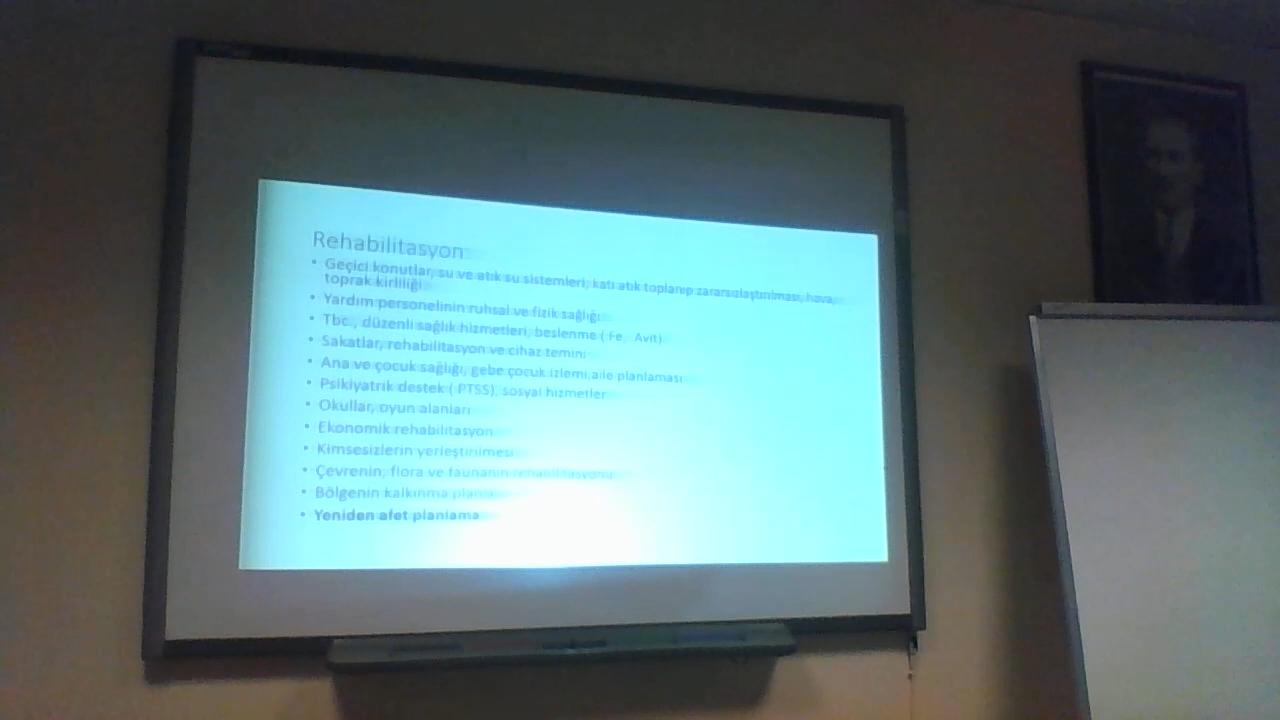 Rehabilitasyon
• Geçici konutlar, su ve atık su sistemleri, katı atık toplanıp zararsızlaştırılması, hava,
toprak kirliliği
• Yardım personelinin ruhsal ve fizik sağlığı
• Tbc., düzenli sağlık hizmetleri, beslenme ( Fe, Avit)
• Sakatlar, rehabilitasyon ve cihaz temini
• Ana ve çocuk sağlığı, gebe çocuk izlemi,aile planlaması
• Psikiyatrik destek ( PTSS), sosyal hizmetler
• Okullar, oyun alanları
• Ekonomik rehabilitasyon
• Kimsesizlerin yerleştirilmesi
• Çevrenin, flora ve faunanın rehabilitasyonu
• Bölgenin kalkınma
• Yeniden afet planlama